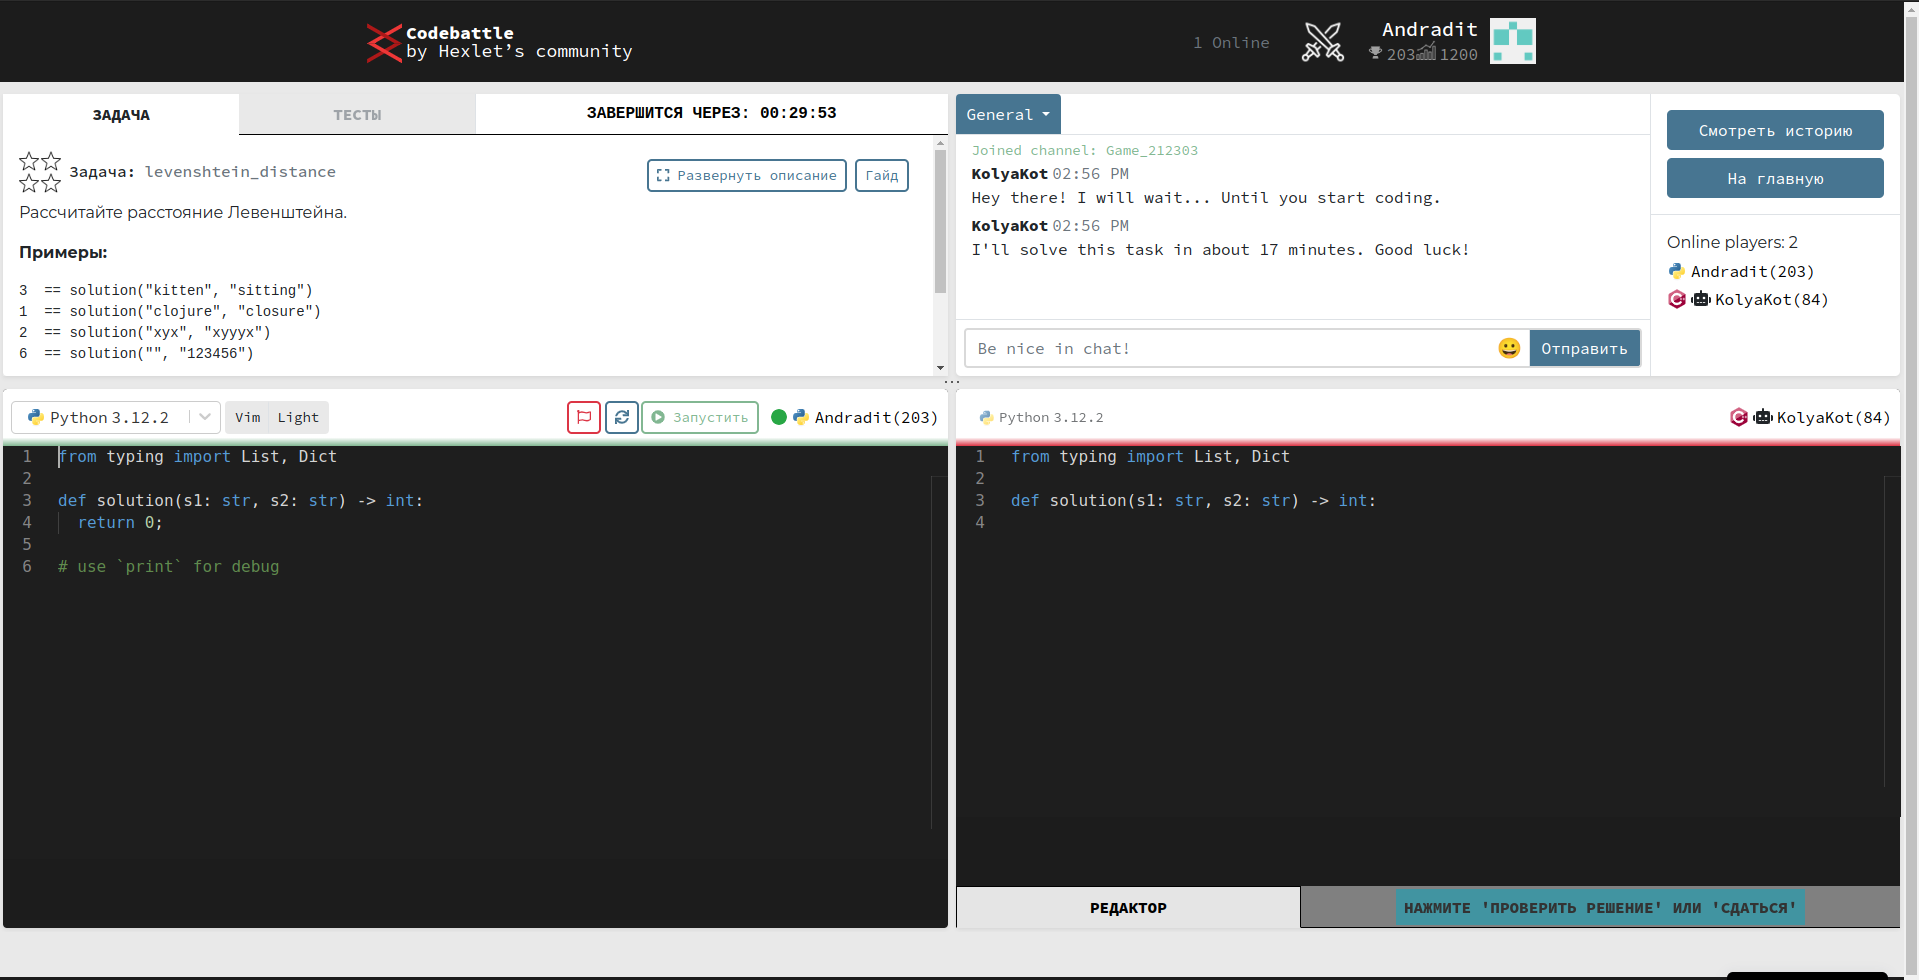 Codebattle
by Hexlet’s community
1 Online
Andradit
203 1200
ЗАДАЧА
ТЕСТЫ
ЗАВЕРШИТСЯ ЧЕРЕЗ: 00:29:53
Задача: levenshtein_distance
Развернуть описание
Гайд
Рассчитайте расстояние Левенштейна.
Примеры:
3 == solution("kitten", "sitting")
1 == solution("clojure", "closure")
2 == solution("xyx", "xyyyx")
6 == solution("", "123456")
General
Joined channel: Game_212303
KolyaKot 02:56 PM
Hey there! I will wait... Until you start coding.
KolyaKot 02:56 PM
I'll solve this task in about 17 minutes. Good luck!
Be nice in chat!
Отправить
Смотреть историю
На главную
Online players: 2
Andradit(203)
KolyaKot(84)
Python 3.12.2
Vim Light
Запустить
Andradit(203)
1 from typing import List, Dict
2
3 def solution(s1: str, s2: str) -> int:
4 return 0;
5
6 # use `print` for debug
Python 3.12.2
KolyaKot(84)
1 from typing import List, Dict
2
3 def solution(s1: str, s2: str) -> int:
4
РЕДАКТОР
НАЖМИТЕ 'ПРОВЕРИТЬ РЕШЕНИЕ' ИЛИ 'СДАТЬСЯ'